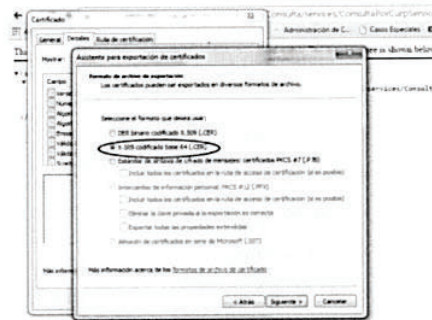 Certificado
onsulta/services/ConsultaPorCurpServic
Administración de C...
Casos Especiales
General Detalles Ruta de certificación
Mostrar:
Asistente para exportación de certificados
Campo
Formato de archivo de exportación
Los certificados pueden ser exportados en diversos formatos de archivo.
Seleccione el formato que desea usar:
DER binario codificado X.509 (.CER)
X.509 codificado base 64 (.CER)
Estándar de sintaxis de cifrado de mensajes: certificados PKCS #7 (.P7B)
Incluir todos los certificados en la ruta de acceso de certificación (si es posible)
Intercambio de información personal: PKCS #12 (.PFX)
Incluir todos los certificados en la ruta de acceso de certificación (si es posible)
Eliminar la clave privada si la exportación es correcta
Exportar todas las propiedades extendidas
Almacén de certificados en serie de Microsoft (.SST)
Más información acerca de los formatos de archivo de certificado
< Atrás Siguiente > Cancelar